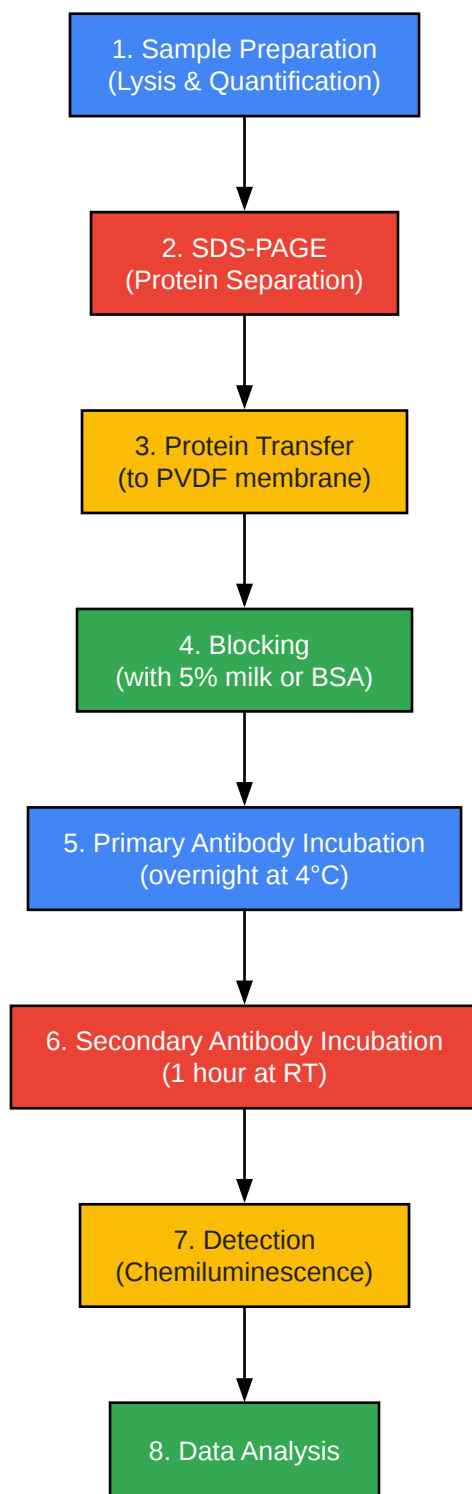 1. Sample Preparation
(Lysis & Quantification)
2. SDS-PAGE
(Protein Separation)
3. Protein Transfer
(to PVDF membrane)
4. Blocking
(with 5% milk or BSA)
5. Primary Antibody Incubation
(overnight at 4°C)
6. Secondary Antibody Incubation
(1 hour at RT)
7. Detection
(Chemiluminescence)
8. Data Analysis